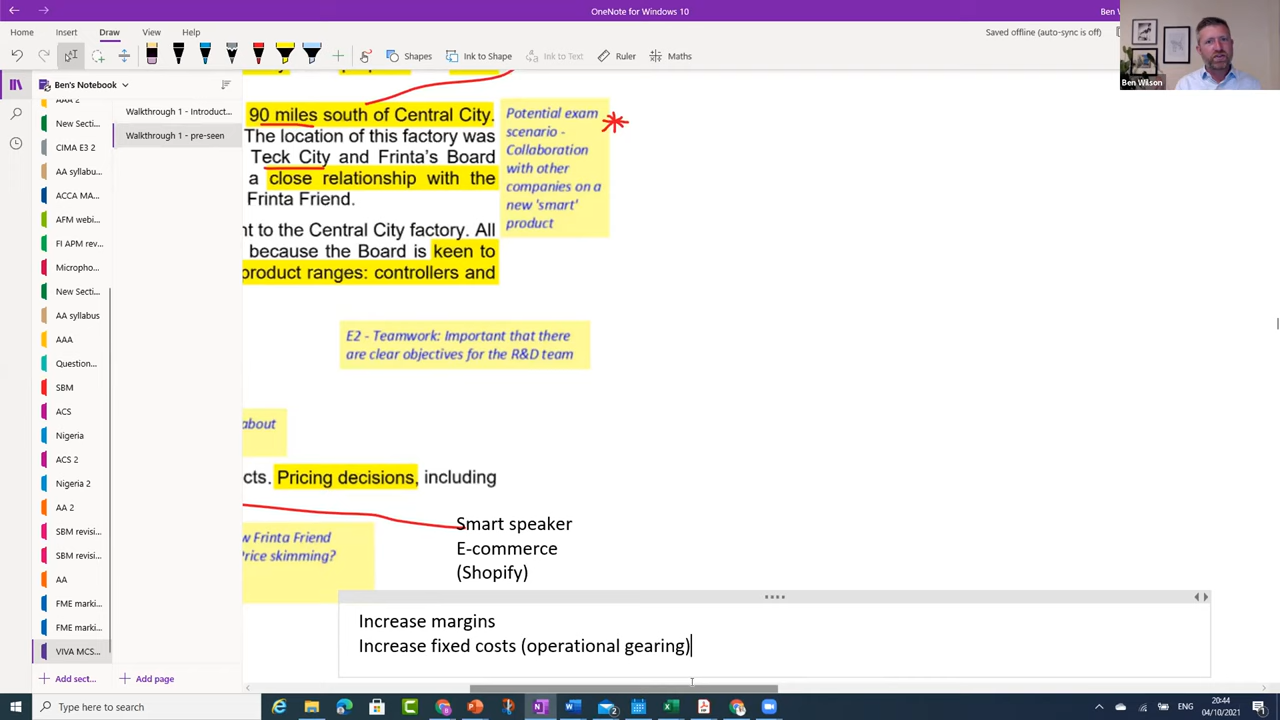 OneNote for Windows 10
Ben W
Home
Insert
Draw
View
Help
Saved offline (auto-sync is off)
Shapes
Ink to Shape
Ink to Text
Ruler
Maths
Ben Wilson
Ben's Notebook
AAA 2
New Secti...
CIMA E3 2
AA syllabu...
ACCA MA...
AFM webi...
FI APM rev...
Micropho...
New Secti...
AA syllabus
AAA
Question...
SBM
ACS
Nigeria
ACS 2
Nigeria 2
AA 2
SBM revisi...
SBM revisi...
AA
FME marki...
FME marki...
VIVA MCS...
Add sect...
Walkthrough 1 - Introduct...
Walkthrough 1 - pre-seen
Add page
90 miles south of Central City.
The location of this factory was
Teck City and Frinta's Board
a close relationship with the
Frinta Friend.
Potential exam
scenario -
Collaboration
with other
companies on a
new 'smart'
product
nt to the Central City factory. All
because the Board is keen to
product ranges: controllers and
E2 - Teamwork: Important that there
are clear objectives for the R&D team
about
cts. Pricing decisions, including
w Frinta Friend
Price skimming?
Smart speaker
E-commerce
(Shopify)
Increase margins
Increase fixed costs (operational gearing)
Type here to search
20:44
04/10/2021